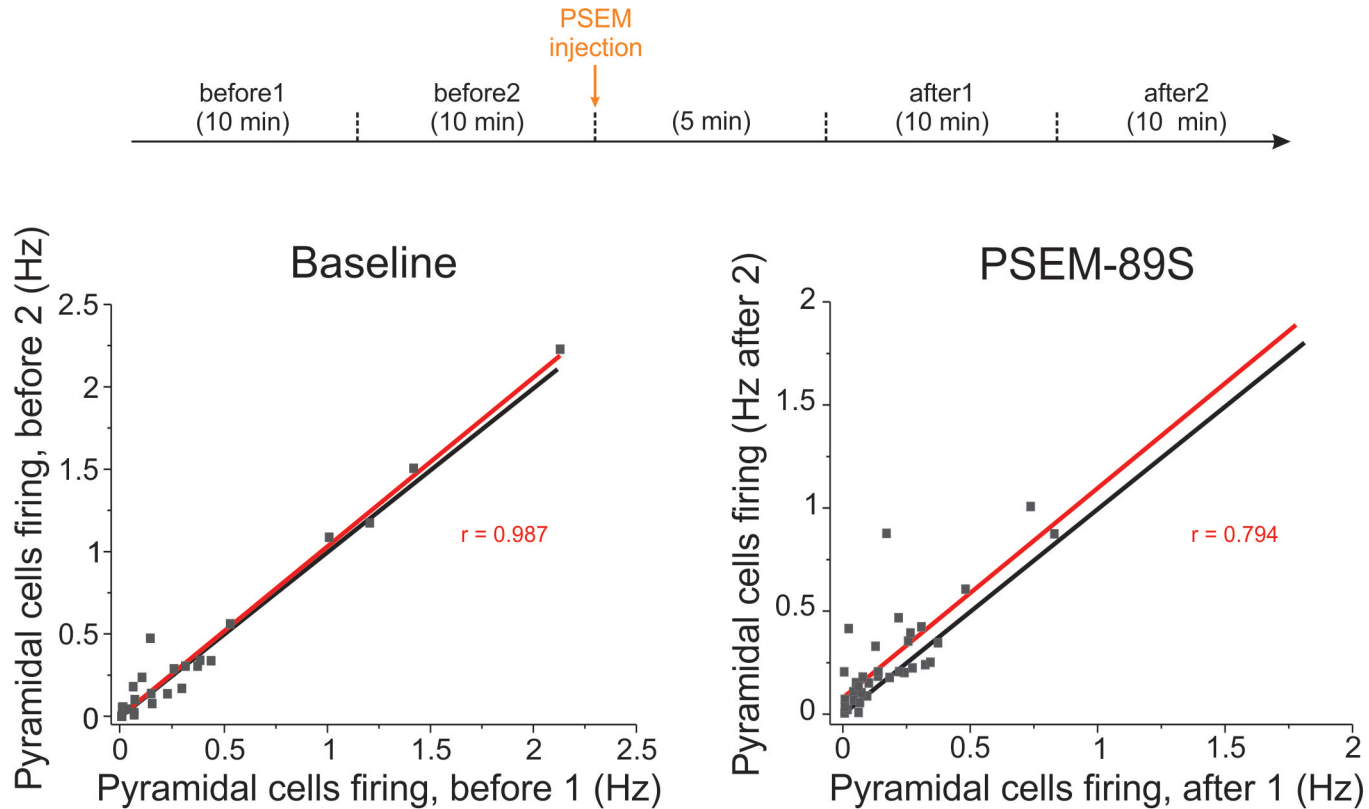 PSEM
injection
before1
(10 min)
before2
(10 min)
(5 min)
after1
(10 min)
after2
(10 min)
Baseline
Pyramidal cells firing, before 2 (Hz)
2.5
2
1.5
1
0.5
0
r = 0.987
0
0.5
1
1.5
2
2.5
Pyramidal cells firing, before 1 (Hz)
PSEM-89S
Pyramidal cells firing (Hz after 2)
2
1.5
1
0.5
0
r = 0.794
0
0.5
1
1.5
2
Pyramidal cells firing, after 1 (Hz)